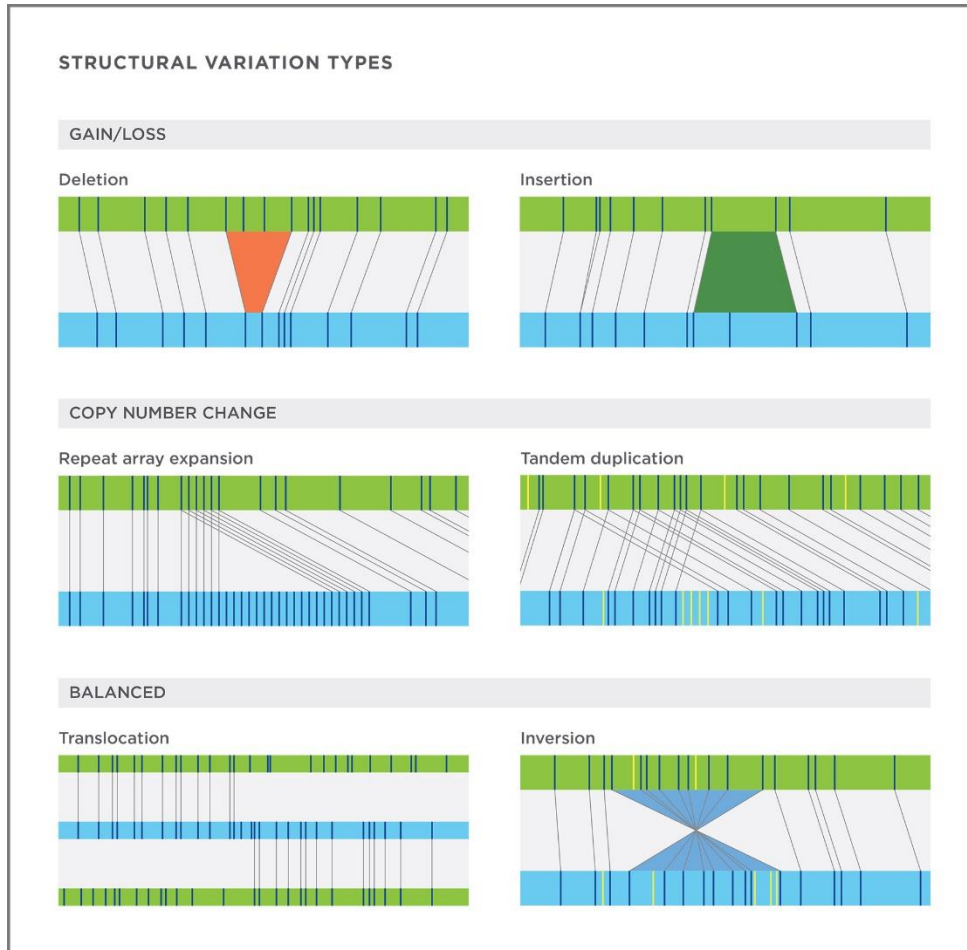 STRUCTURAL VARIATION TYPES
GAIN/LOSS
Deletion
Insertion
COPY NUMBER CHANGE
Repeat array expansion
Tandem duplication
BALANCED
Translocation
Inversion